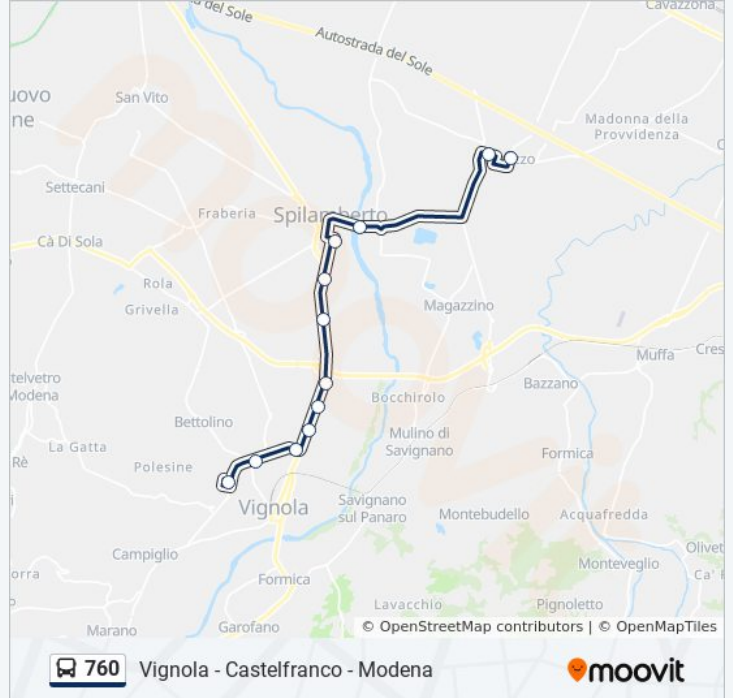 a del Sole
Cavazzona
Autostrada del Sole
uovo
ne
San Vito
Madonna della
Provvidenza
zzo
Settecani
Fraberia
Spilamberto
Cà Di Sola
Rola
Grivella
Magazzino
Muffa
Cres
telvetro
Modena
Bazzano
Bocchirolo
Bettolino
Mulino di
Savignano
La Gatta
Rè
Polesine
Formica
Vignola
Savignano
sul Panaro
Montebudello
Acquafredda
Campiglio
Olivet
Monteveglio
orra
Formica
Ca'
Lavacchio
Pignoletto
Garofano
Marano
© OpenStreetMap contributors | © OpenMapTiles
760 Vignola - Castelfranco - Modena
moovit